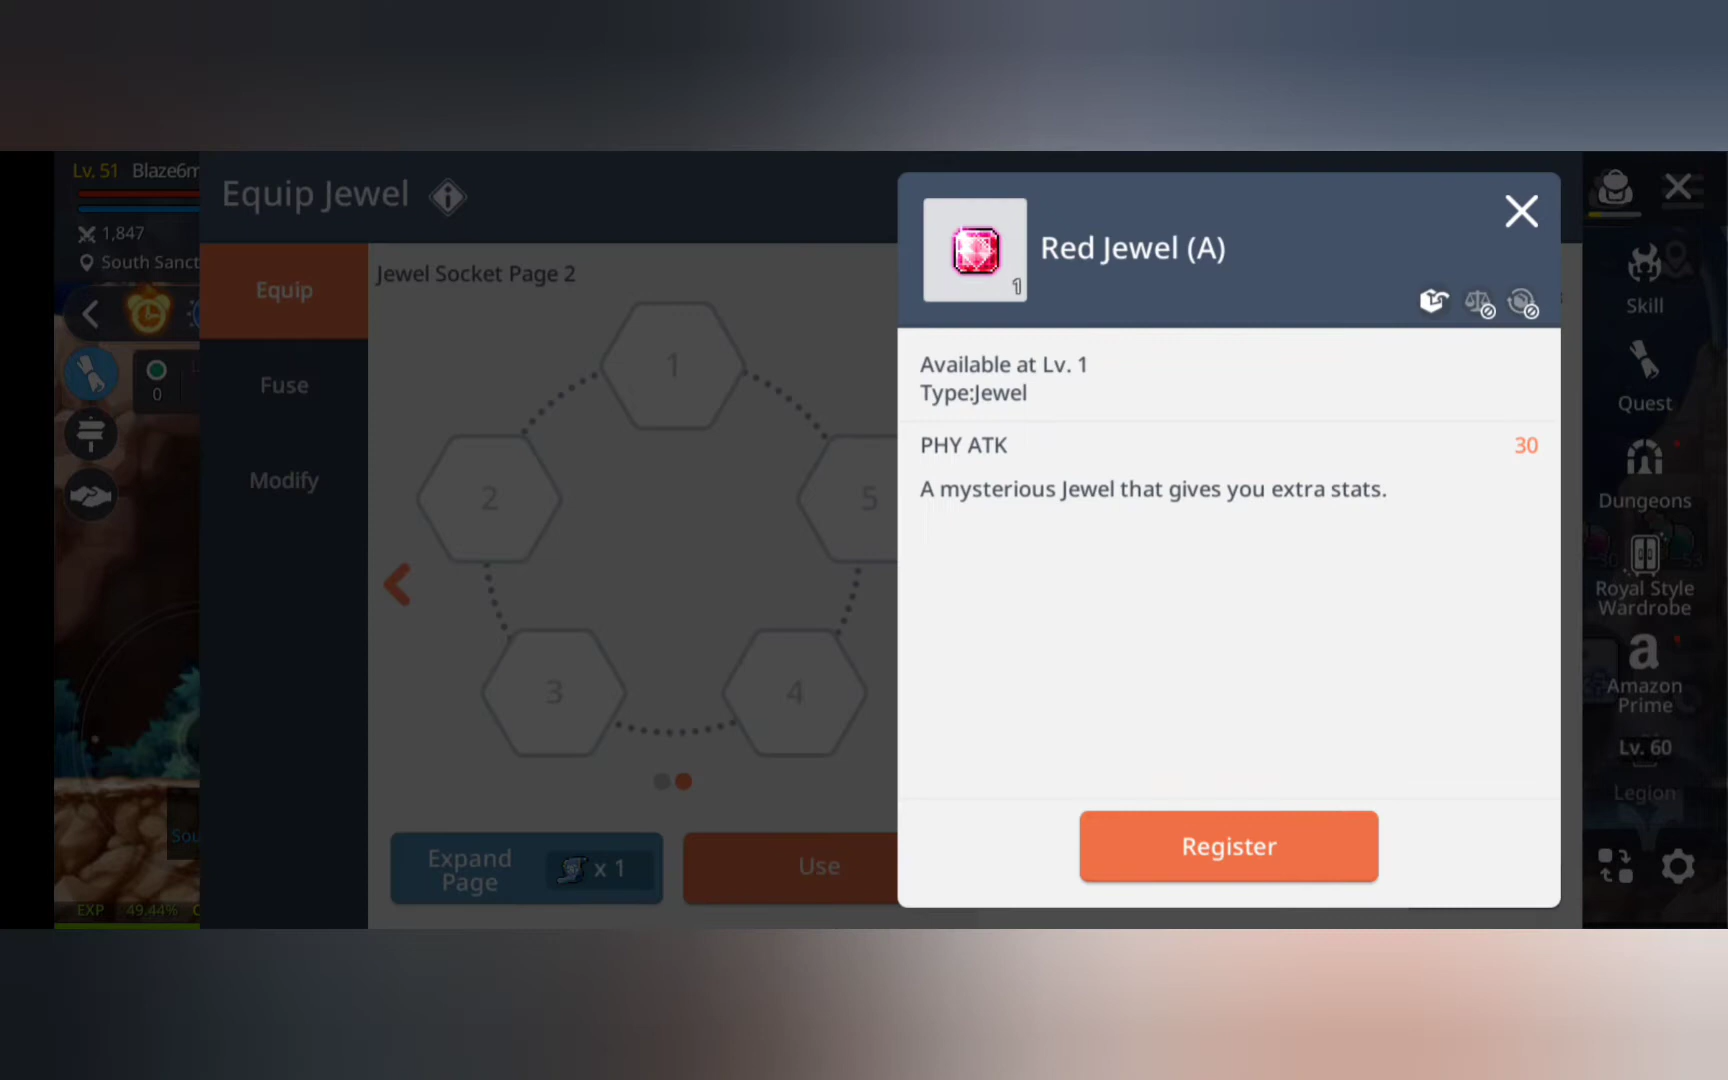 Lv. 51 Blaze6m
1,847
South Sanct
0
Sou
EXP 49.44%
Equip Jewel
Equip
Fuse
Modify
Jewel Socket Page 2
1
2
5
3
4
Expand
Page
x 1
Use
Red Jewel (A)
1
Available at Lv. 1
Type:Jewel
PHY ATK 30
A mysterious Jewel that gives you extra stats.
Register
Skill
Quest
Dungeons
Royal Style
Wardrobe
a
Amazon
Prime
Lv. 60
Legion